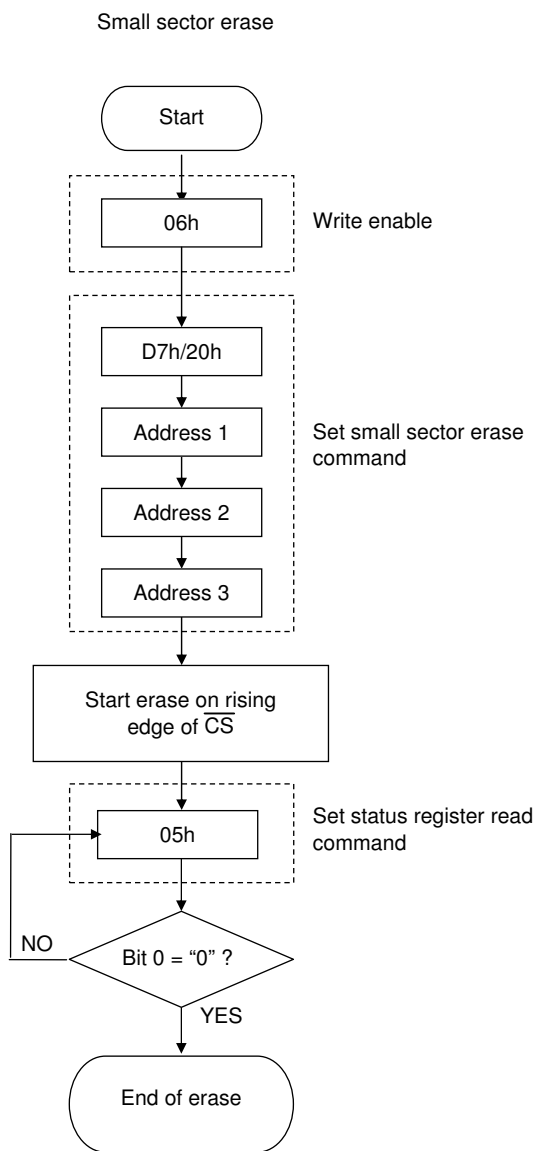 Small sector erase
Start
06h
Write enable
D7h/20h
Address 1
Set small sector erase
command
Address 2
Address 3
Start erase on rising
edge of C̅S̅
05h
Set status register read
command
NO
Bit 0 = “0” ?
YES
End of erase